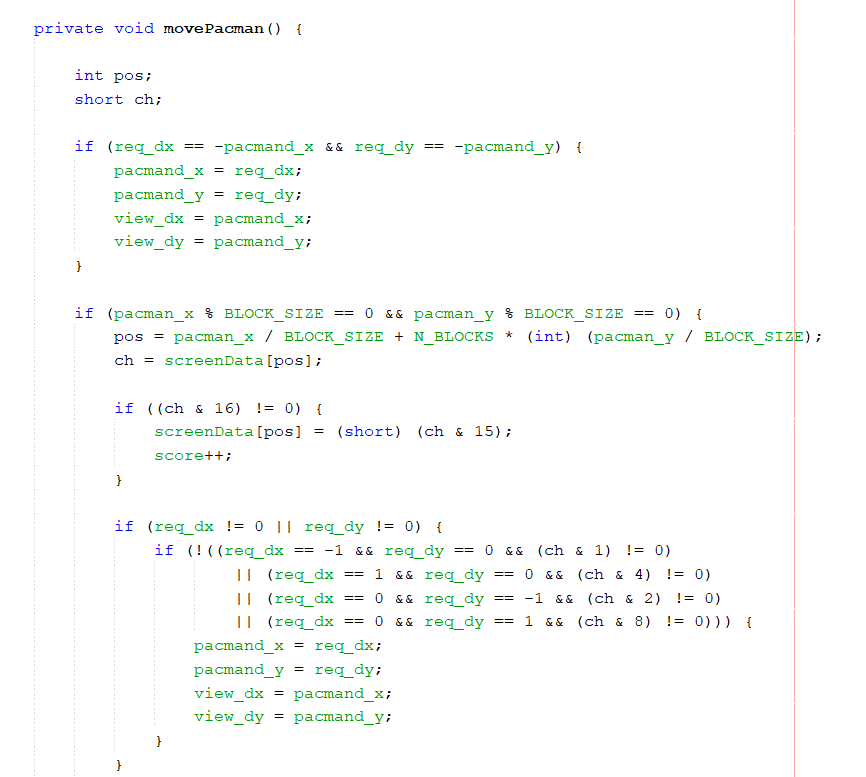 private void movePacman() {
int pos;
short ch;
if (req_dx == -pacmand_x && req_dy == -pacmand_y) {
pacmand_x = req_dx;
pacmand_y = req_dy;
view_dx = pacmand_x;
view_dy = pacmand_y;
}
if (pacman_x % BLOCK_SIZE == 0 && pacman_y % BLOCK_SIZE == 0) {
pos = pacman_x / BLOCK_SIZE + N_BLOCKS * (int) (pacman_y / BLOCK_SIZE);
ch = screenData[pos];
if ((ch & 16) != 0) {
screenData[pos] = (short) (ch & 15);
score++;
}
if (req_dx != 0 || req_dy != 0) {
if (!((req_dx == -1 && req_dy == 0 && (ch & 1) != 0)
|| (req_dx == 1 && req_dy == 0 && (ch & 4) != 0)
|| (req_dx == 0 && req_dy == -1 && (ch & 2) != 0)
|| (req_dx == 0 && req_dy == 1 && (ch & 8) != 0))) {
pacmand_x = req_dx;
pacmand_y = req_dy;
view_dx = pacmand_x;
view_dy = pacmand_y;
}
}